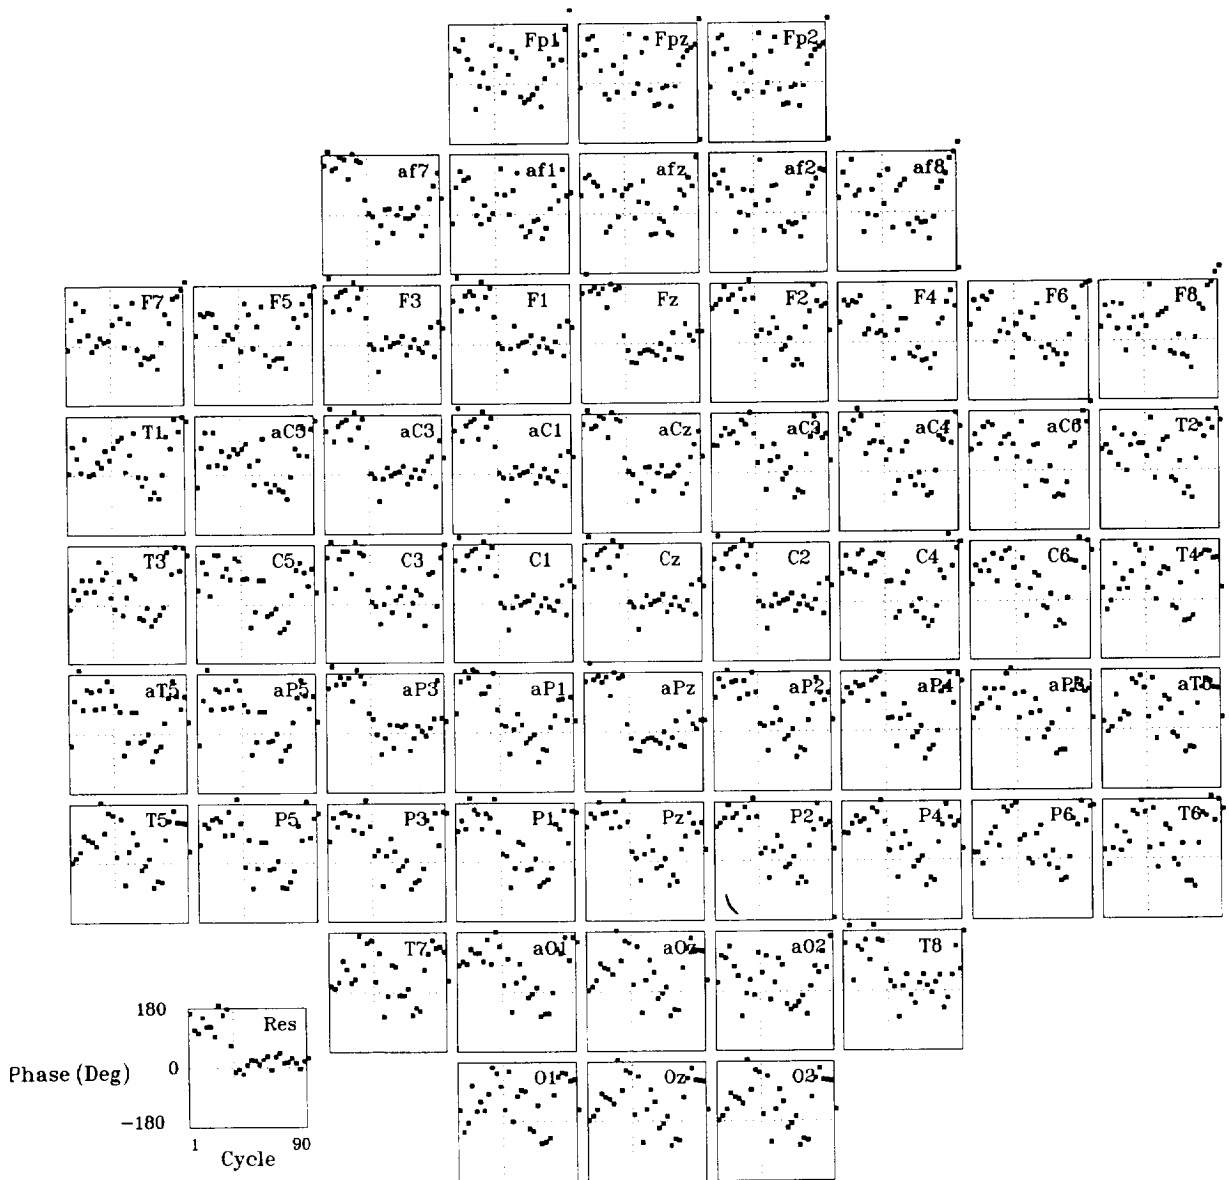 Fp1 Fpz Fp2
af7 af1 afz af2 af8
F7 F5 F3 F1 Fz F2 F4 F6 F8
T1 aC5 aC3 aC1 aCz aC2 aC4 aC6 T2
T3 C5 C3 C1 Cz C2 C4 C6 T4
aT5 aP5 aP3 aP1 aPz aP2 aP4 aP6 aT6
T5 P5 P3 P1 Pz P2 P4 P6 T6
T7 aO1 aOz aO2 T8
180 Res
Phase (Deg) 0
-180
1 90
Cycle
O1 Oz O2